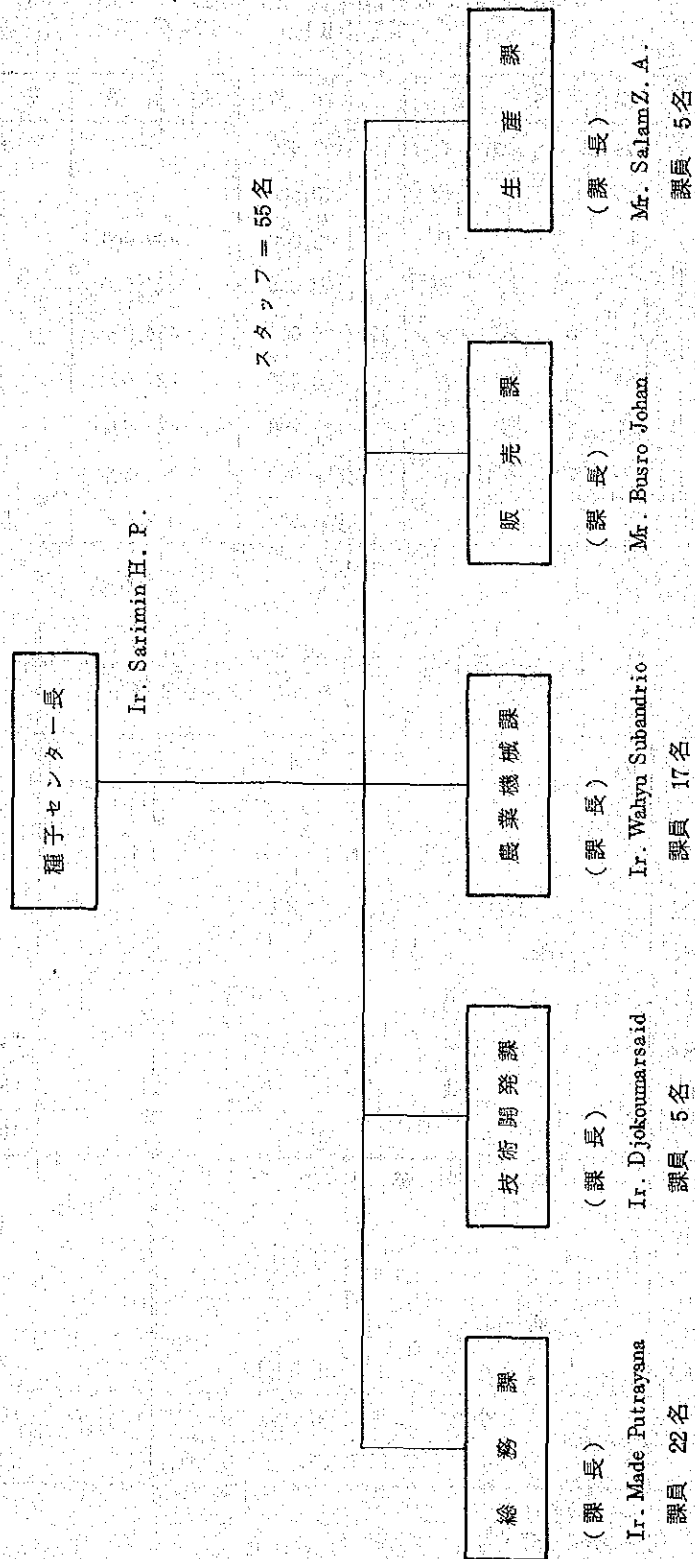 種子センター長
Ir. Sarimin H. P.
スタッフ = 55名
総務課
(課長)
Ir. Made Putrayana
課員 22名
技術開発課
(課長)
Ir. Djokoumarsaid
課員 5名
農業機械課
(課長)
Ir. Wahyu Subandrio
課員 17名
販売課
(課長)
Mr. Busro Johan
生産課
(課長)
Mr. Salam Z. A.
課員 5名